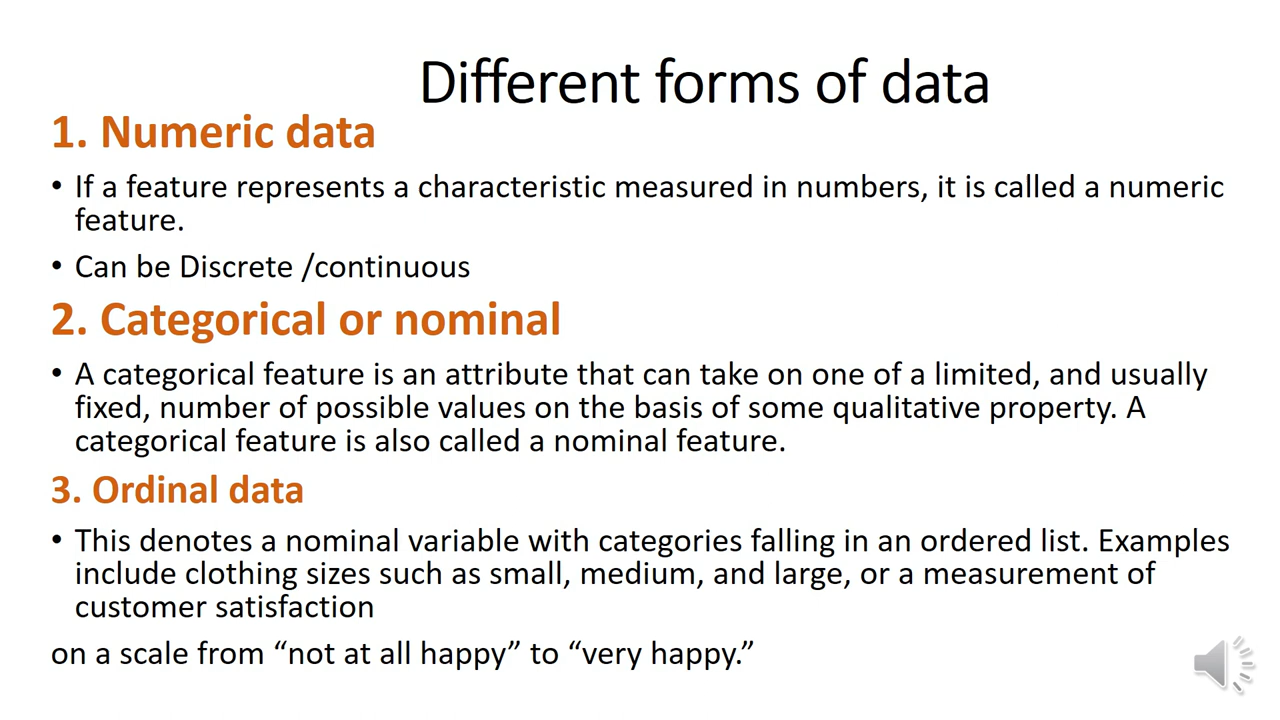 Different forms of data
1. Numeric data
• If a feature represents a characteristic measured in numbers, it is called a numeric
feature.
• Can be Discrete /continuous
2. Categorical or nominal
• A categorical feature is an attribute that can take on one of a limited, and usually
fixed, number of possible values on the basis of some qualitative property. A
categorical feature is also called a nominal feature.
3. Ordinal data
• This denotes a nominal variable with categories falling in an ordered list. Examples
include clothing sizes such as small, medium, and large, or a measurement of
customer satisfaction
on a scale from “not at all happy” to “very happy.”